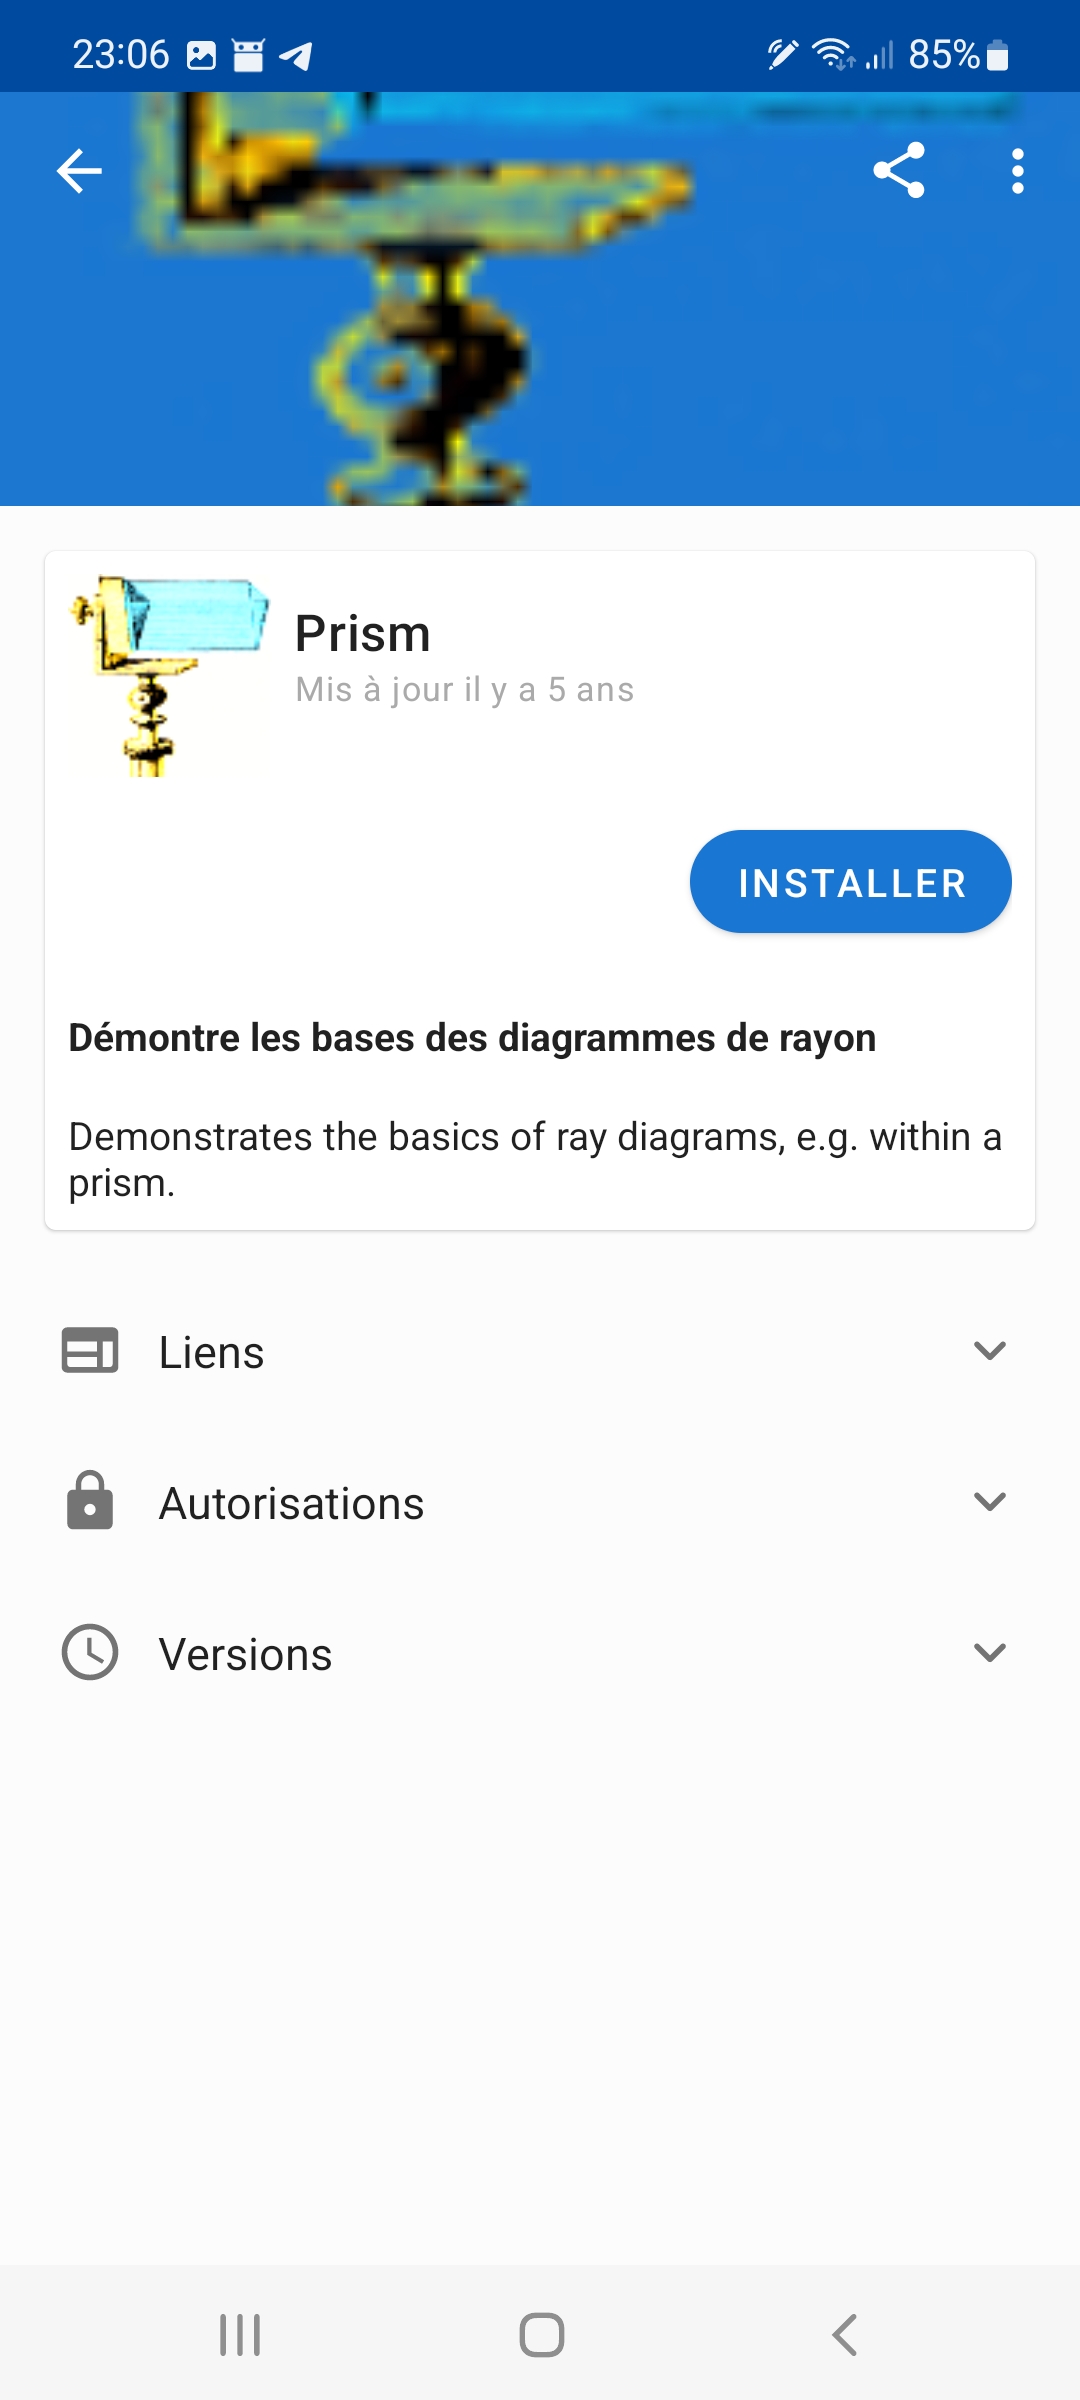 23:06 85%
Prism
Mis à jour il y a 5 ans
INSTALLER
Démontre les bases des diagrammes de rayon
Demonstrates the basics of ray diagrams, e.g. within a
prism.
Liens
Autorisations
Versions